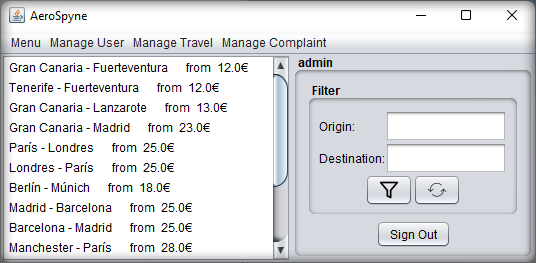 AeroSpyne
Menu Manage User Manage Travel Manage Complaint
Gran Canaria - Fuerteventura from 12.0€
Tenerife - Fuerteventura from 12.0€
Gran Canaria - Lanzarote from 13.0€
Gran Canaria - Madrid from 23.0€
París - Londres from 25.0€
Londres - París from 25.0€
Berlín - Múnich from 18.0€
Madrid - Barcelona from 25.0€
Barcelona - Madrid from 25.0€
Manchester - París from 28.0€
admin
Filter
Origin:
Destination:
Sign Out